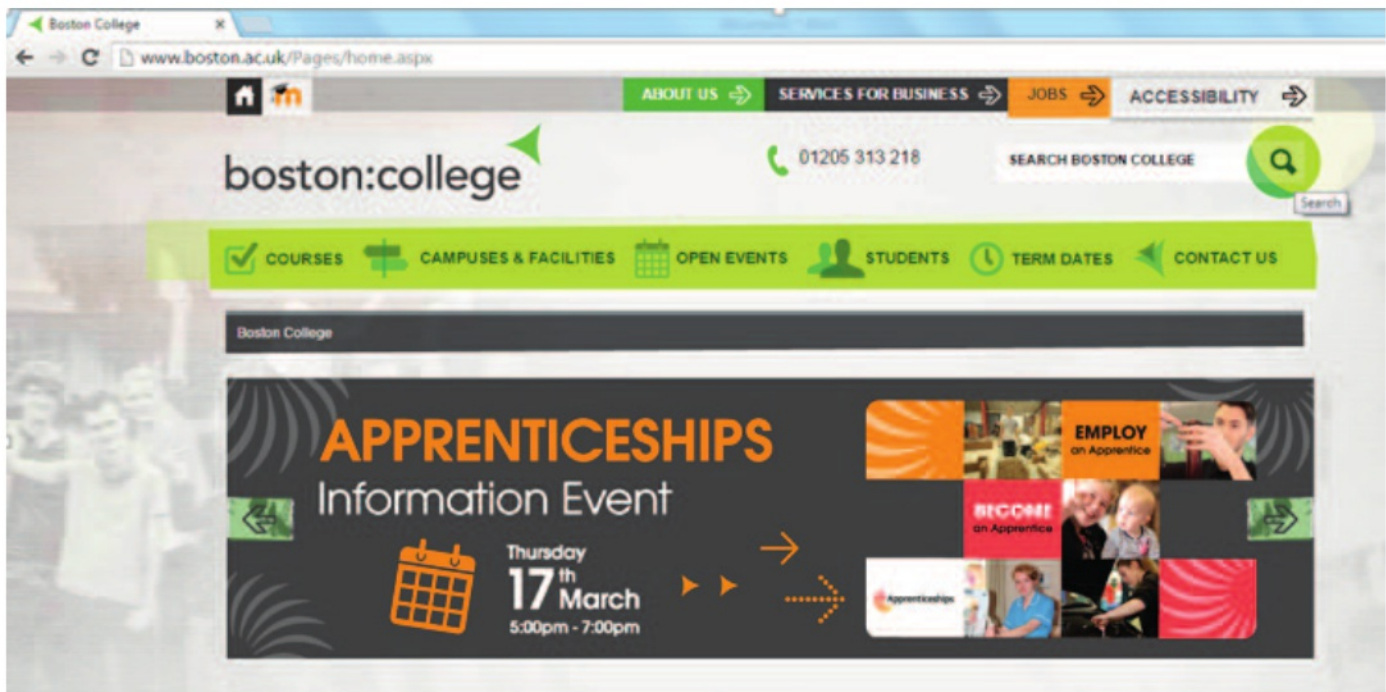 Boston College
www.boston.ac.uk/Pages/home.aspx
ABOUT US SERVICES FOR BUSINESS JOBS ACCESSIBILITY
boston:college
01205 313 218
SEARCH BOSTON COLLEGE
Search
COURSES CAMPUSES & FACILITIES OPEN EVENTS STUDENTS TERM DATES CONTACT US
Boston College
APPRENTICESHIPS
Information Event
Thursday
17th March
5:00pm - 7:00pm
EMPLOY
an Apprentice
BECOME
an Apprentice
Apprenticeships